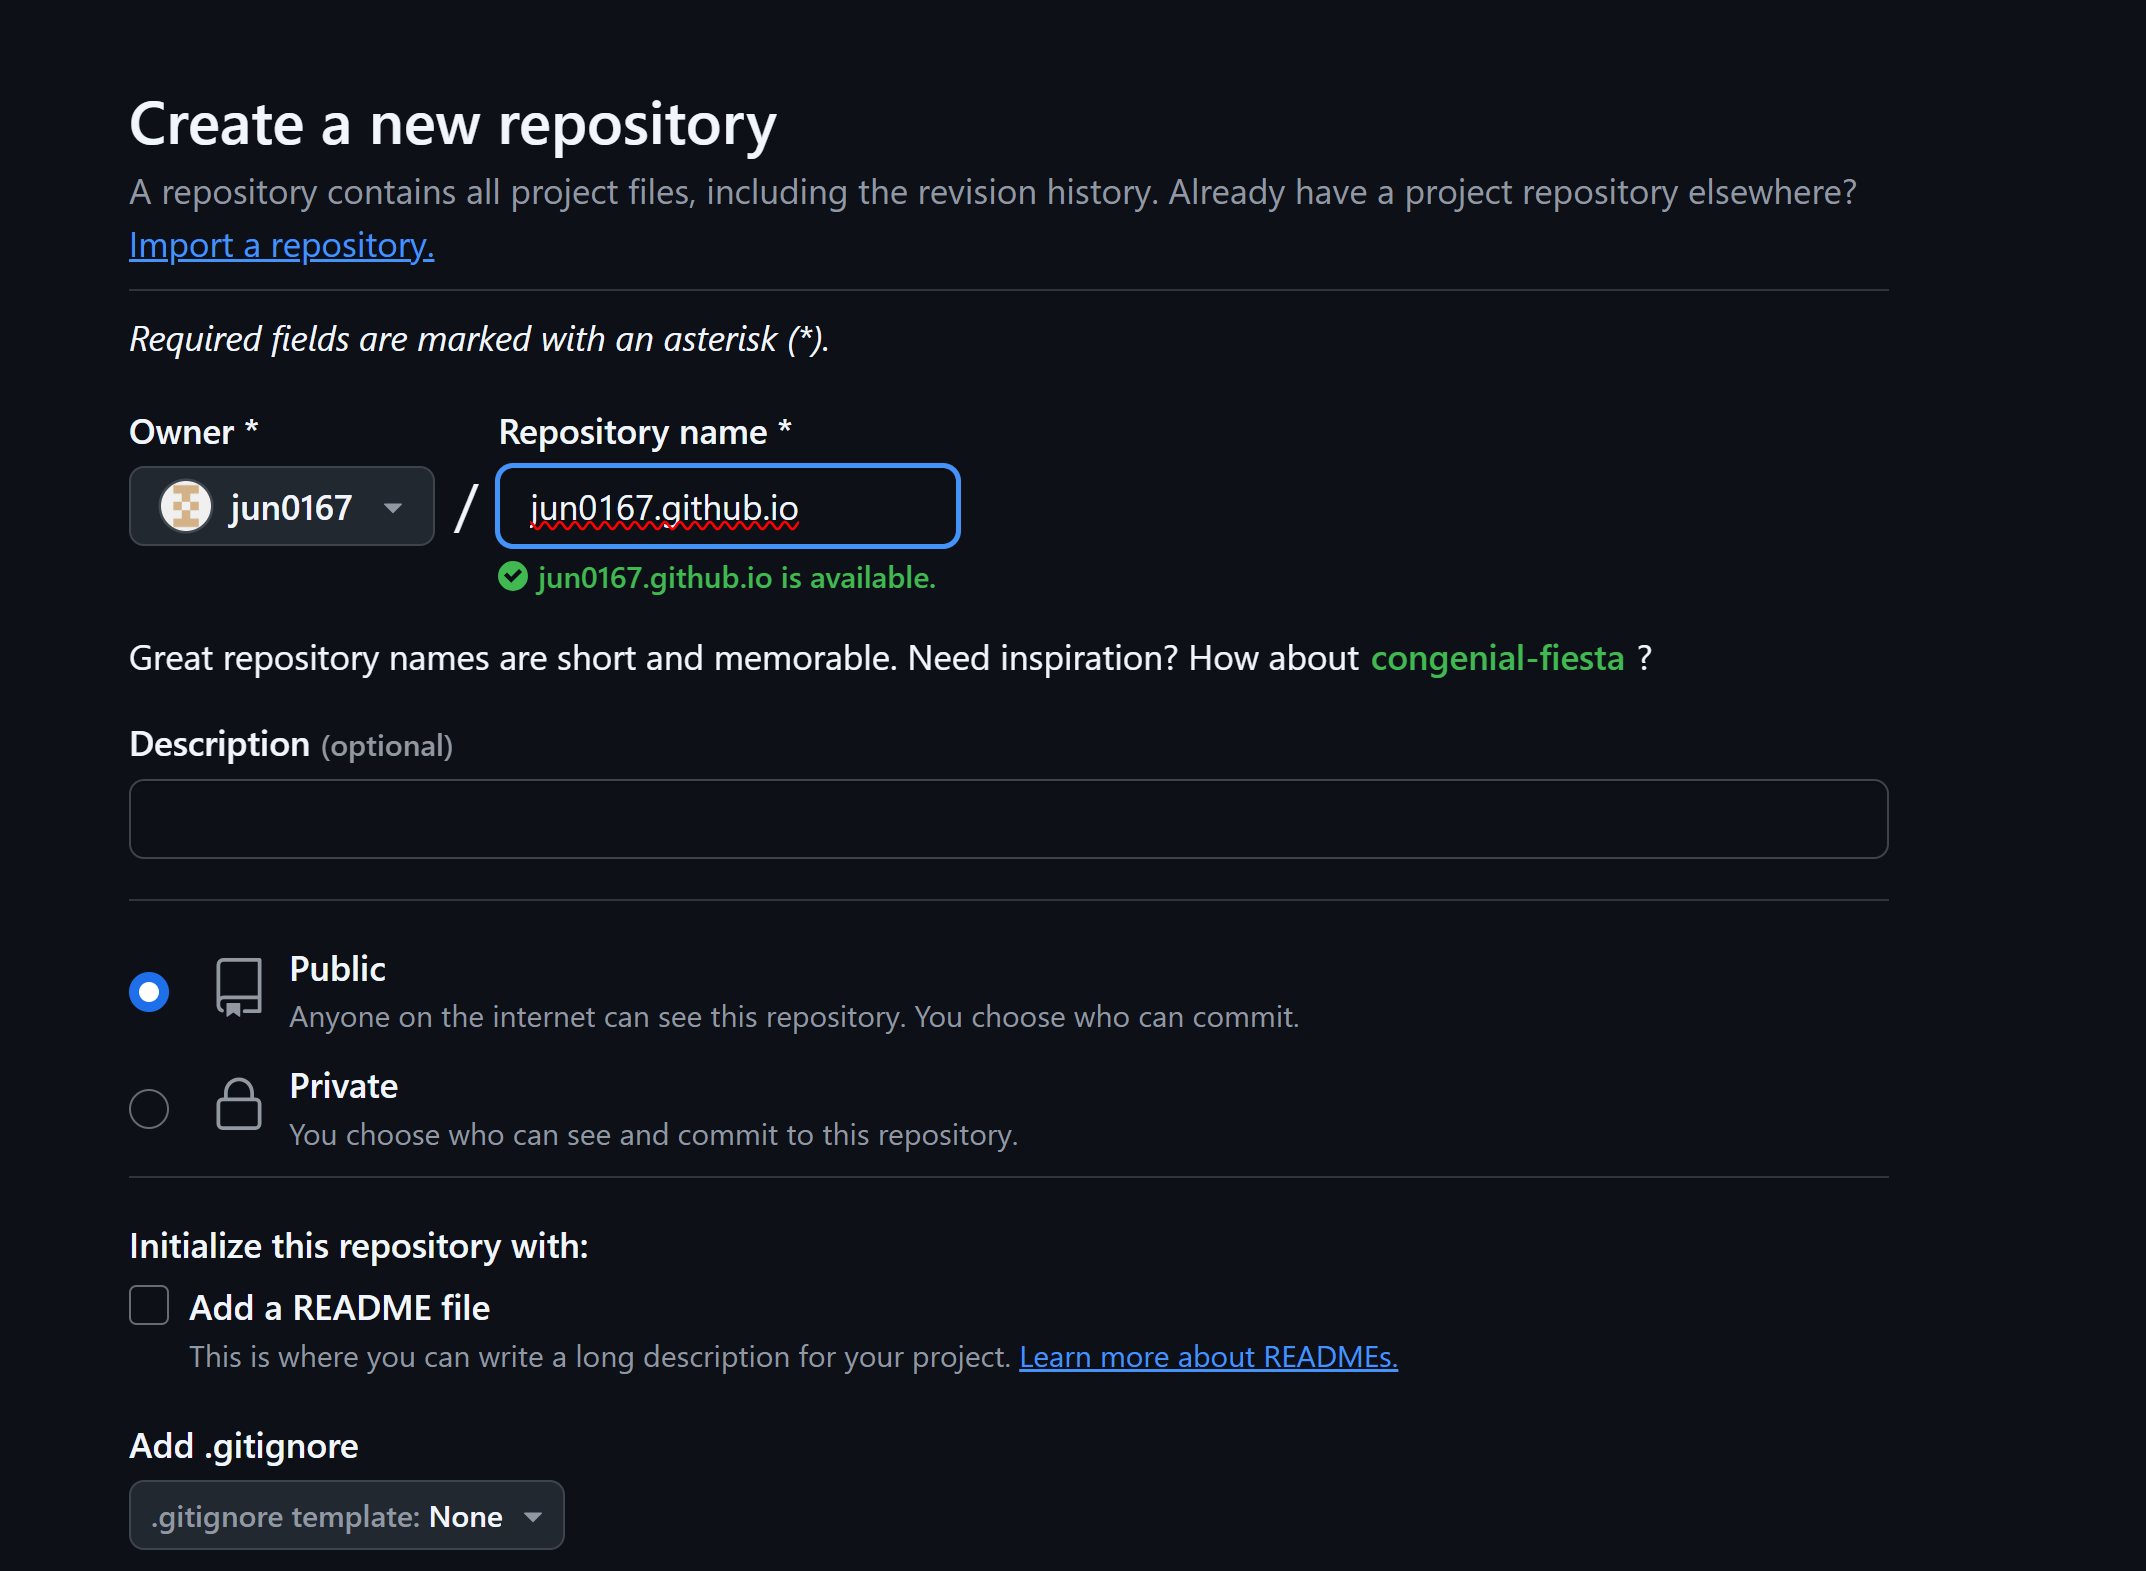 Create a new repository
A repository contains all project files, including the revision history. Already have a project repository elsewhere?
Import a repository.
Required fields are marked with an asterisk (*).
Owner * Repository name *
jun0167 / jun0167.github.io
jun0167.github.io is available.
Great repository names are short and memorable. Need inspiration? How about congenial-fiesta ?
Description (optional)
Public
Anyone on the internet can see this repository. You choose who can commit.
Private
You choose who can see and commit to this repository.
Initialize this repository with:
Add a README file
This is where you can write a long description for your project. Learn more about READMEs.
Add .gitignore
.gitignore template: None